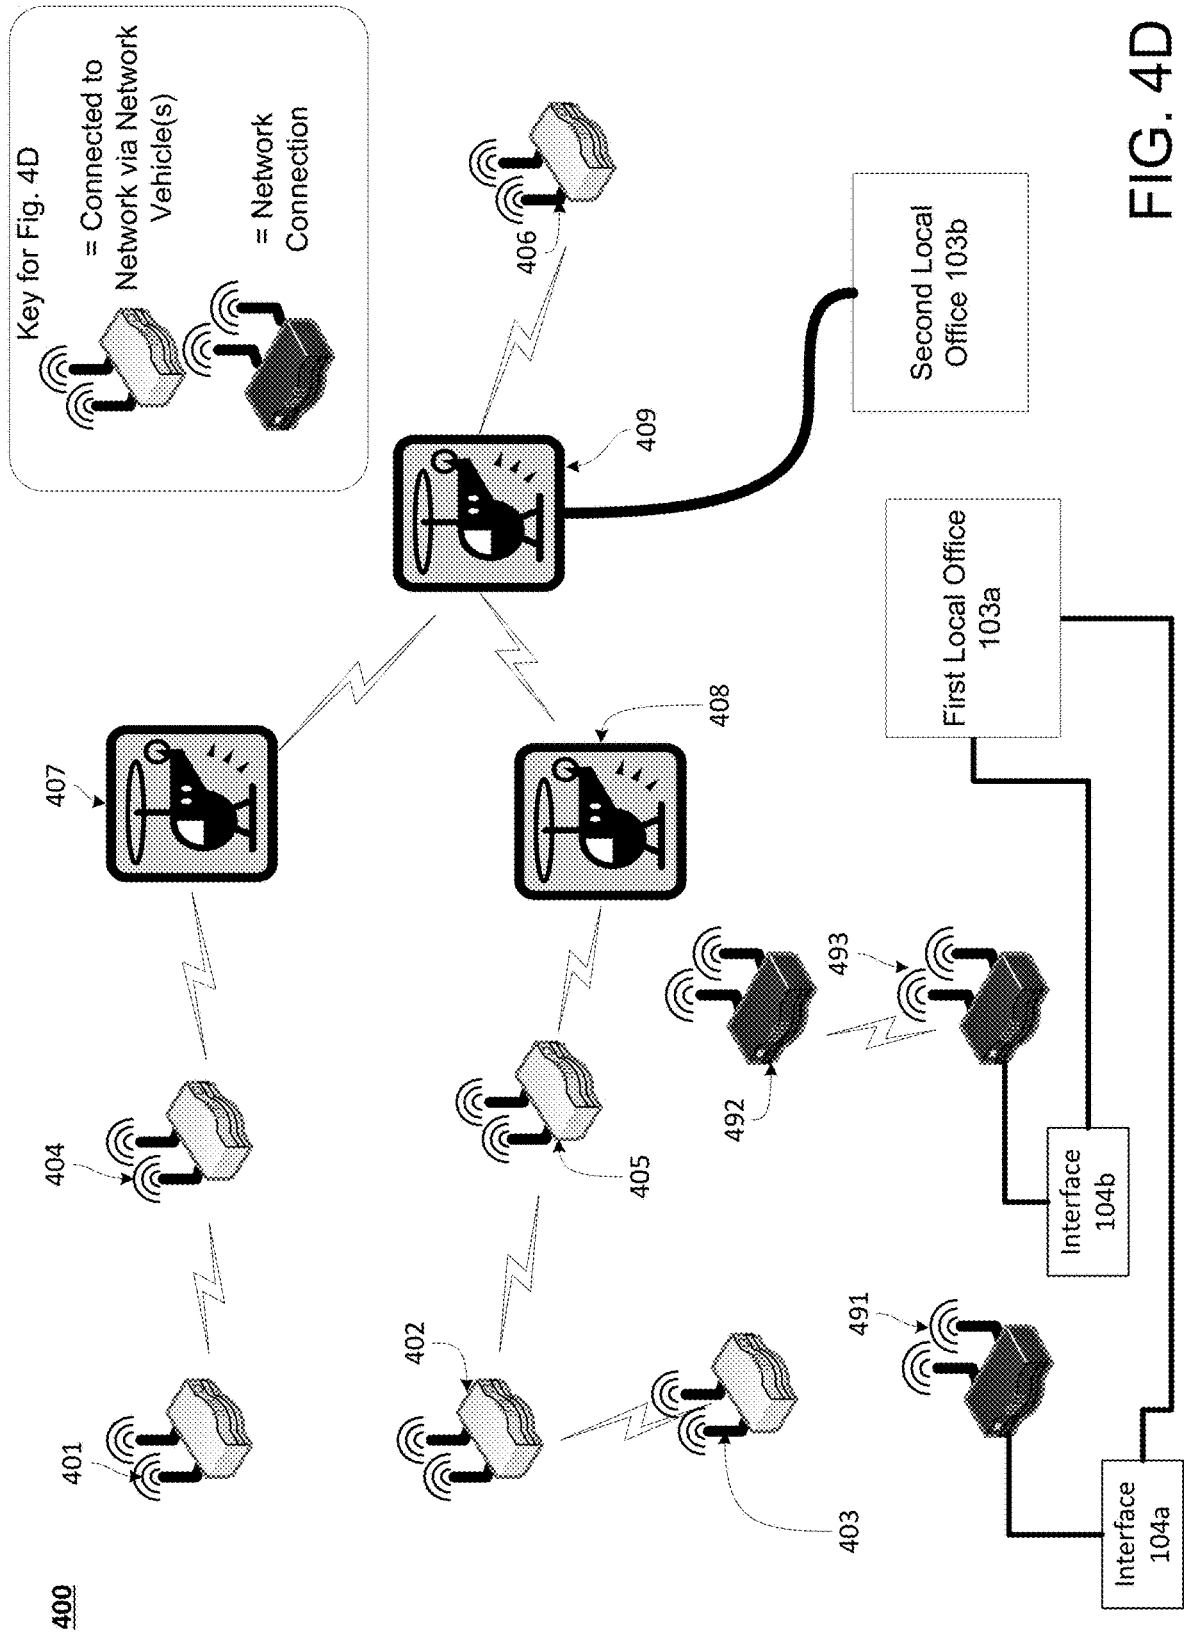 400
Key for Fig. 4D
= Connected to
Network via Network
Vehicle(s)
= Network
Connection
401
404
407
402
405
408
409
406
403
491
492
493
Interface
104a
Interface
104b
First Local Office
103a
Second Local
Office 103b
FIG. 4D